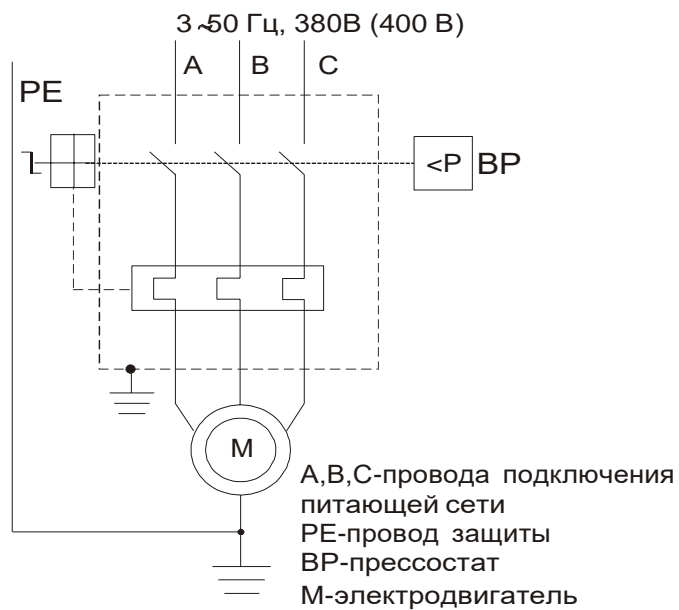 3 ~50 Гц, 380В (400 В)
A B C
PE
<P BP
M
A,B,C-провода подключения
питающей сети
PE-провод защиты
BP-прессостат
М-электродвигатель